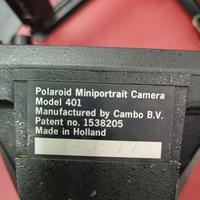 Polaroid Miniportrait Camera
Model 401
Manufactured by Cambo B.V.
Patent no. 1538205
Made in Holland